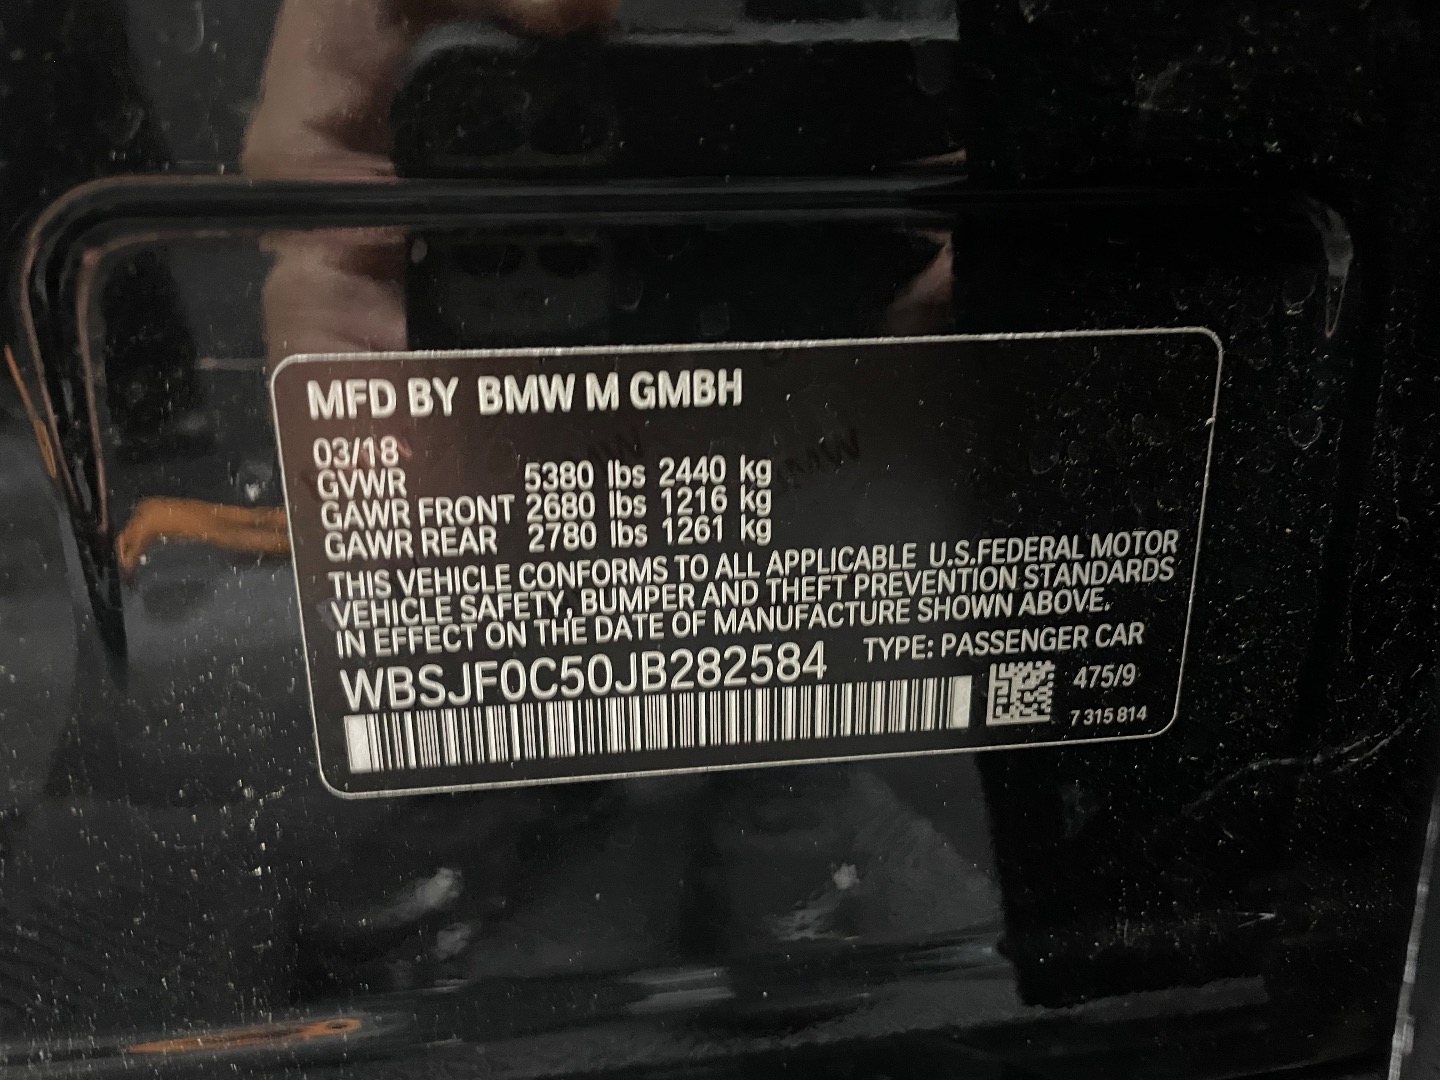 MFD BY BMW M GMBH
03/18
GVWR 5380 lbs 2440 kg
GAWR FRONT 2680 lbs 1216 kg
GAWR REAR 2780 lbs 1261 kg
THIS VEHICLE CONFORMS TO ALL APPLICABLE U.S.FEDERAL MOTOR
VEHICLE SAFETY, BUMPER AND THEFT PREVENTION STANDARDS
IN EFFECT ON THE DATE OF MANUFACTURE SHOWN ABOVE.
WBSJF0C50JB282584 TYPE: PASSENGER CAR
475/9
7 315 814